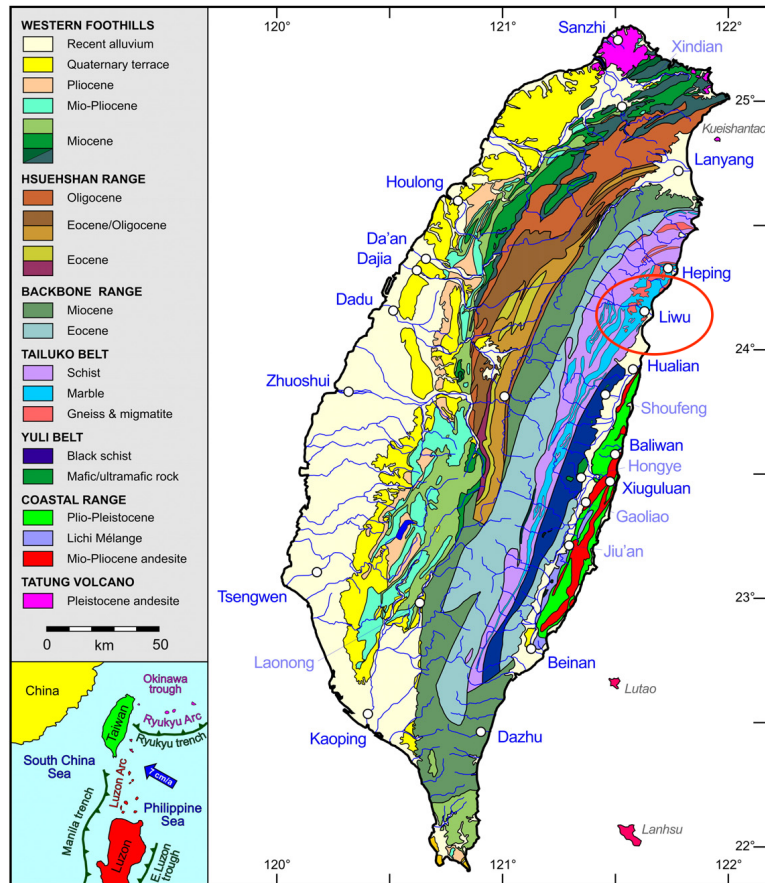 WESTERN FOOTHILLS
Recent alluvium
Quaternary terrace
Pliocene
Mio-Pliocene
Miocene
HSUEHSHAN RANGE
Oligocene
Eocene/Oligocene
Eocene
BACKBONE RANGE
Miocene
Eocene
TAILUKO BELT
Schist
Marble
Gneiss & migmatite
YULI BELT
Black schist
Mafic/ultramafic rock
COASTAL RANGE
Plio-Pleistocene
Lichi Mélange
Mio-Pliocene andesite
TATUNG VOLCANO
Pleistocene andesite
0 km 50
China
Okinawa
trough
Taiwan
Ryukyu Arc
Ryukyu trench
South China
Sea
Luzon Arc
7 cm/a
Manila trench
Philippine
Sea
Luzon
E.Luzon
trough
120°
121°
122°
Sanzhi
Xindian
25°
Kueishantao
Lanyang
Houlong
Da'an
Dajia
Heping
Dadu
Liwu
24°
Hualian
Zhuoshui
Shoufeng
Baliwan
Hongye
Xiuguluan
Gaoliao
Jiu'an
Tsengwen
23°
Laonong
Beinan
Lutao
Kaoping
Dazhu
Lanhsu
22°
120°
121°
122°